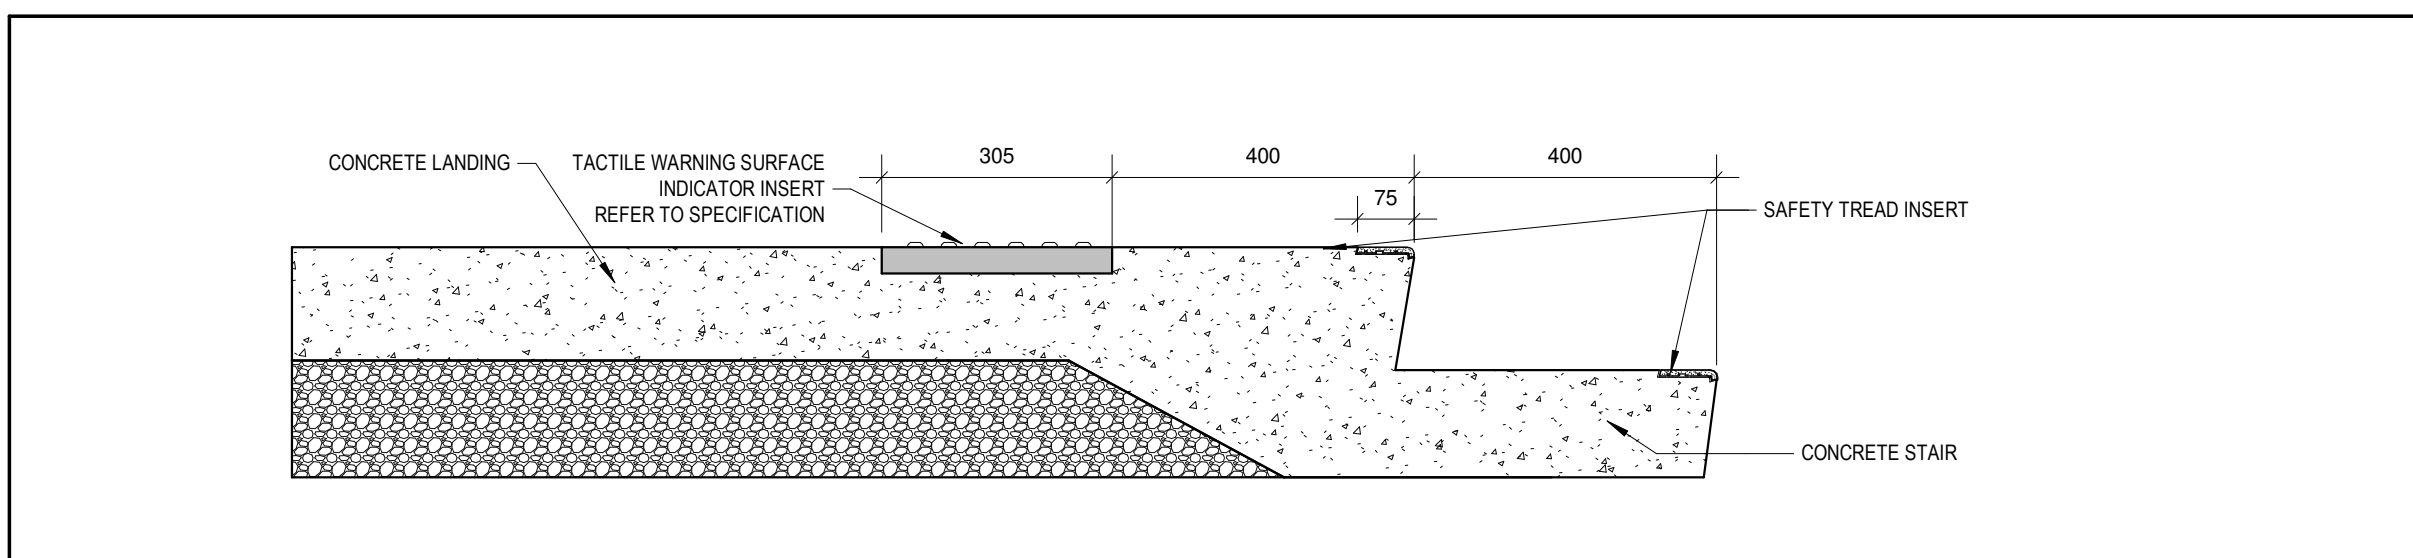 CONCRETE LANDING
TACTILE WARNING SURFACE
INDICATOR INSERT
REFER TO SPECIFICATION
305
400
400
75
SAFETY TREAD INSERT
CONCRETE STAIR